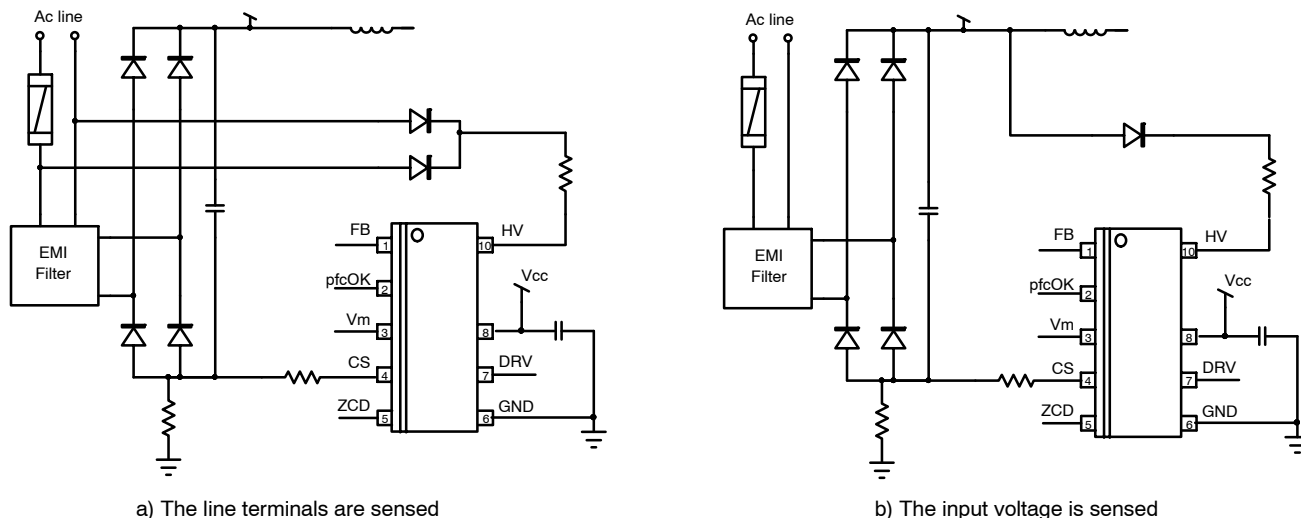 Ac line
EMI
Filter
FB
pfcOK
Vm
CS
ZCD
1
2
3
4
5
10
8
7
6
HV
Vcc
DRV
GND
a) The line terminals are sensed
Ac line
EMI
Filter
FB
pfcOK
Vm
CS
ZCD
1
2
3
4
5
10
8
7
6
HV
Vcc
DRV
GND
b) The input voltage is sensed